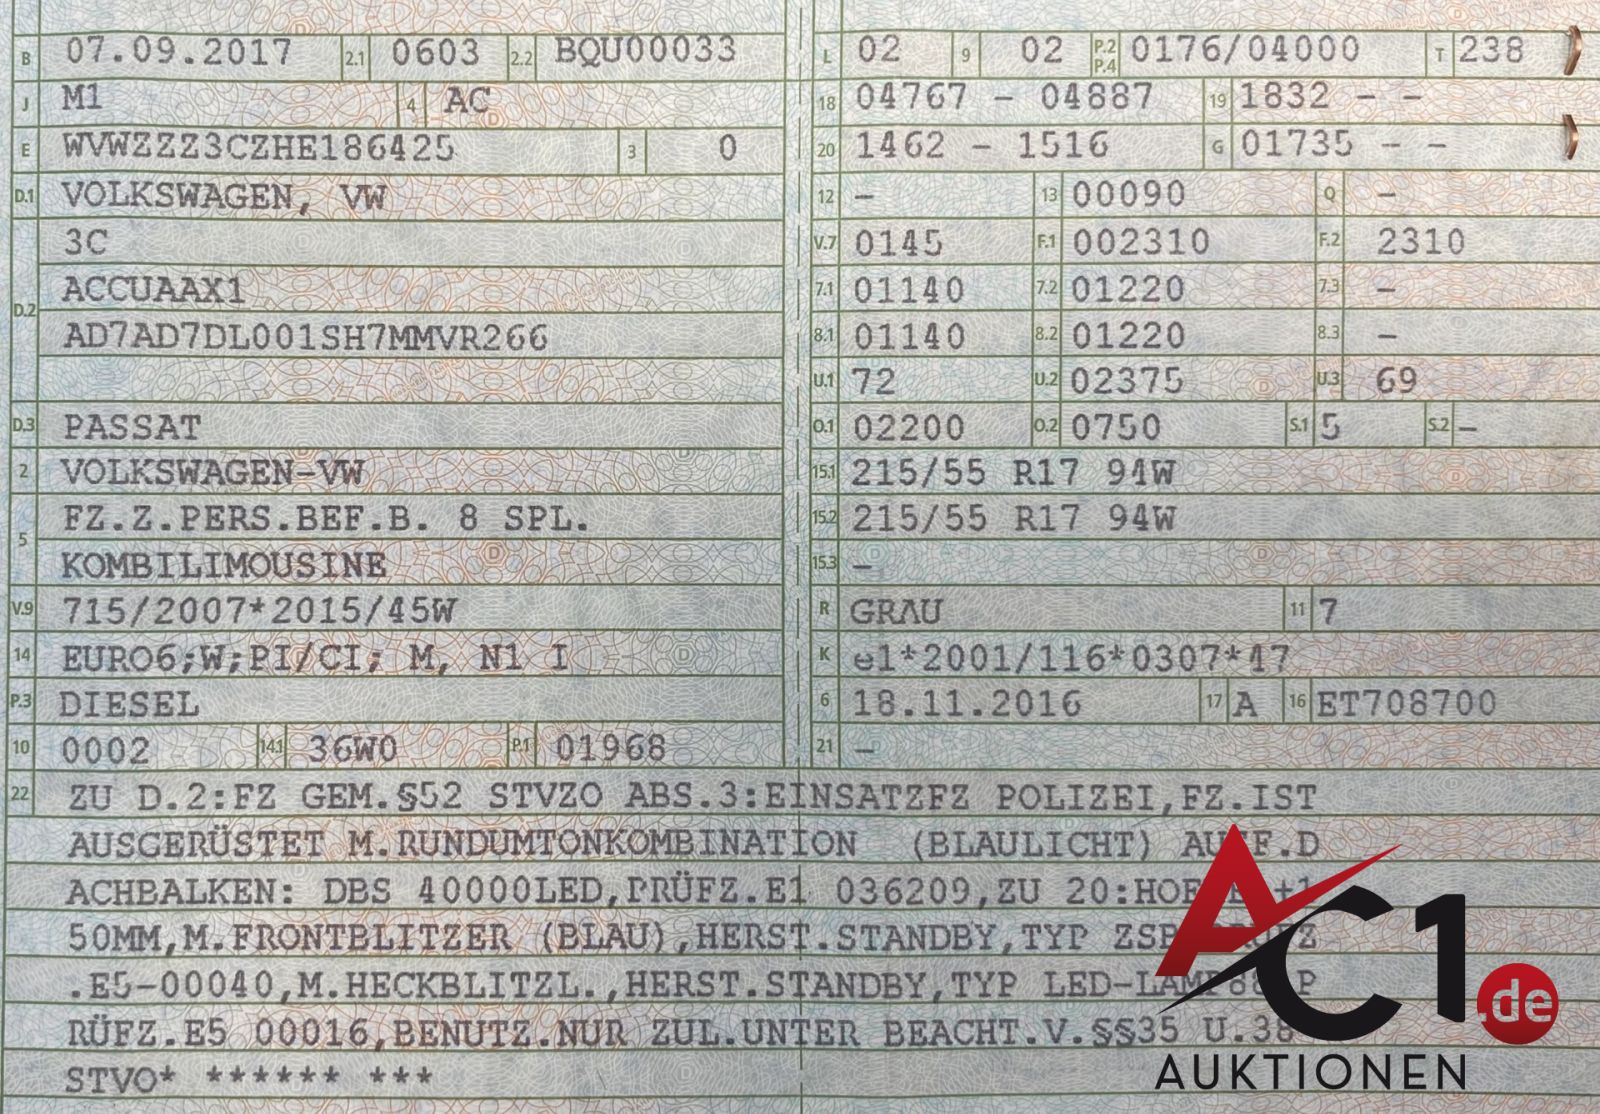 B 07.09.2017 2.1 0603 2.2 BQU00033
J M1 4 AC
E WVWZZZ3CZHE186425 3 0
D.1 VOLKSWAGEN, VW
3C
D.2 ACCUAAX1
AD7AD7DL001SH7MMVR266
D.3 PASSAT
2 VOLKSWAGEN-VW
5 FZ.Z.PERS.BEF.B. 8 SPL.
KOMBILIMOUSINE
V.9 715/2007*2015/45W
14 EURO6;W;PI/CI; M, N1 I
P.3 DIESEL
10 0002 14.1 36W0 P.1 01968
L 02 9 02 P.2 P.4 0176/04000 T 238
18 04767 - 04887 19 1832 - -
20 1462 - 1516 G 01735 - -
12 - 13 00090 Q -
V.7 0145 F.1 002310 F.2 2310
7.1 01140 7.2 01220 7.3 -
8.1 01140 8.2 01220 8.3 -
U.1 72 U.2 02375 U.3 69
O.1 02200 O.2 0750 S.1 5 S.2 -
15.1 215/55 R17 94W
15.2 215/55 R17 94W
15.3 -
R GRAU 11 7
K e1*2001/116*0307*47
6 18.11.2016 17 A 16 ET708700
21 -
22 ZU D.2:FZ GEM.§52 STVZO ABS.3:EINSATZFZ POLIZEI,FZ.IST
AUSGERÜSTET M.RUNDUMTONKOMBINATION (BLAULICHT) AUF.D
ACHBALKEN: DBS 40000LED,PRÜFZ.E1 036209,ZU 20:HOE +1
50MM,M.FRONTBLITZER (BLAU),HERST.STANDBY,TYP
.E5-00040,M.HECKBLITZL.,HERST.STANDBY,TYP P
RÜFZ.E5 00016,BENUTZ.NUR ZUL.UNTER BEACHT.V.§§35 U.38
STVO* ****** ***
AC1.de
AUKTIONEN